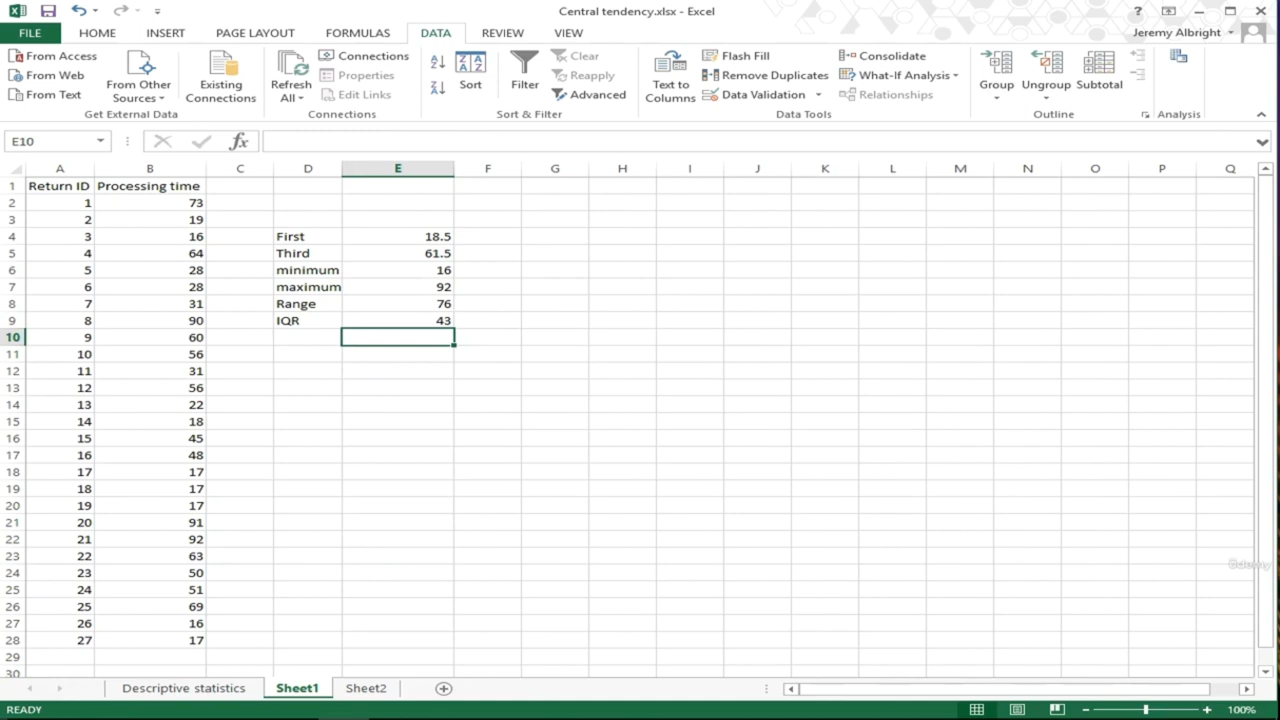 Central tendency.xlsx - Excel
FILE HOME INSERT PAGE LAYOUT FORMULAS DATA REVIEW VIEW Jeremy Albright
From Access
From Web
From Text
From Other Sources
Get External Data
Existing Connections
Refresh All
Connections
Properties
Edit Links
Connections
Sort
Filter
Clear
Reapply
Advanced
Sort & Filter
Text to Columns
Flash Fill
Remove Duplicates
Data Validation
Consolidate
What-If Analysis
Relationships
Data Tools
Group
Ungroup
Subtotal
Outline
Analysis
E10 fx
A B C D E F G H I J K L M N O P Q
1 Return ID Processing time
2 1 73
3 2 19
4 3 16 First 18.5
5 4 64 Third 61.5
6 5 28 minimum 16
7 6 28 maximum 92
8 7 31 Range 76
9 8 90 IQR 43
10 9 60
11 10 56
12 11 31
13 12 56
14 13 22
15 14 18
16 15 45
17 16 48
18 17 17
19 18 17
20 19 17
21 20 91
22 21 92
23 22 63
24 23 50
25 24 51
26 25 69
27 26 16
28 27 17
29
30
Udemy
Descriptive statistics Sheet1 Sheet2
READY 100%